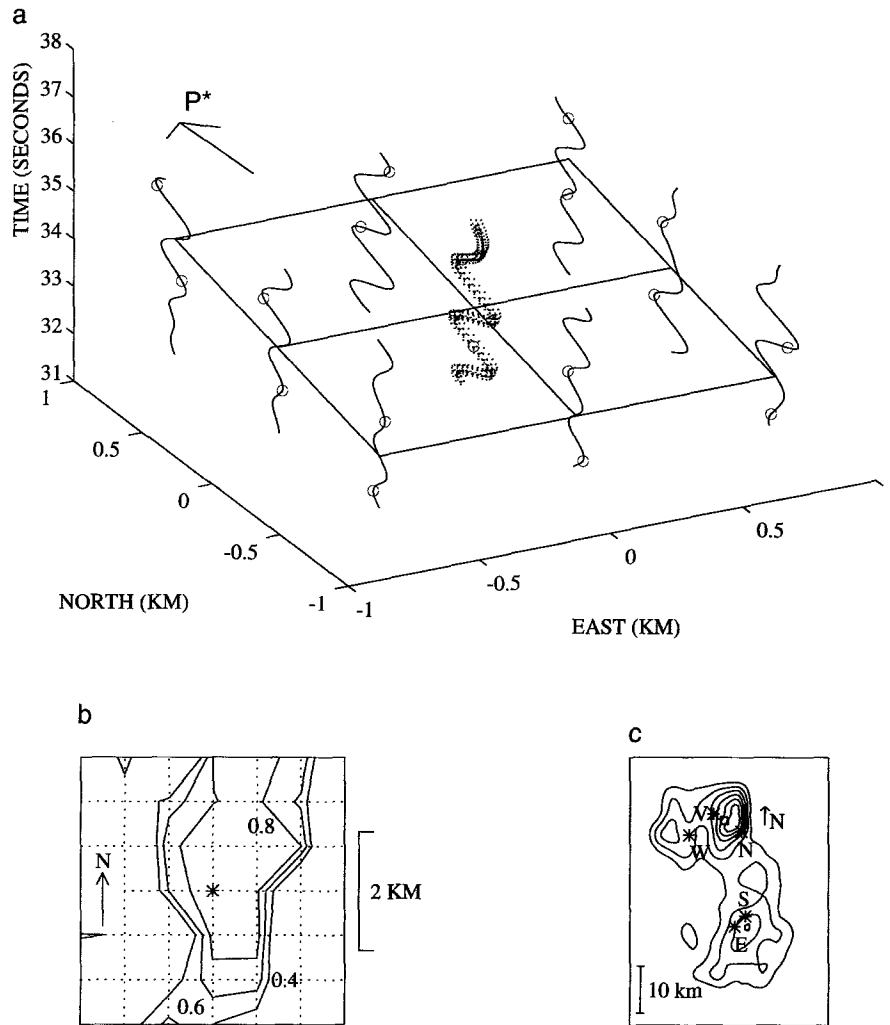 a
38
37
36
35
34
33
32
31
TIME (SECONDS)
P*
1
0.5
0
-0.5
-1
NORTH (KM)
-1
-0.5
0
0.5
EAST (KM)
b
N
0.8
0.6
0.4
2 KM
c
V
W
N
N
S
E
10 km